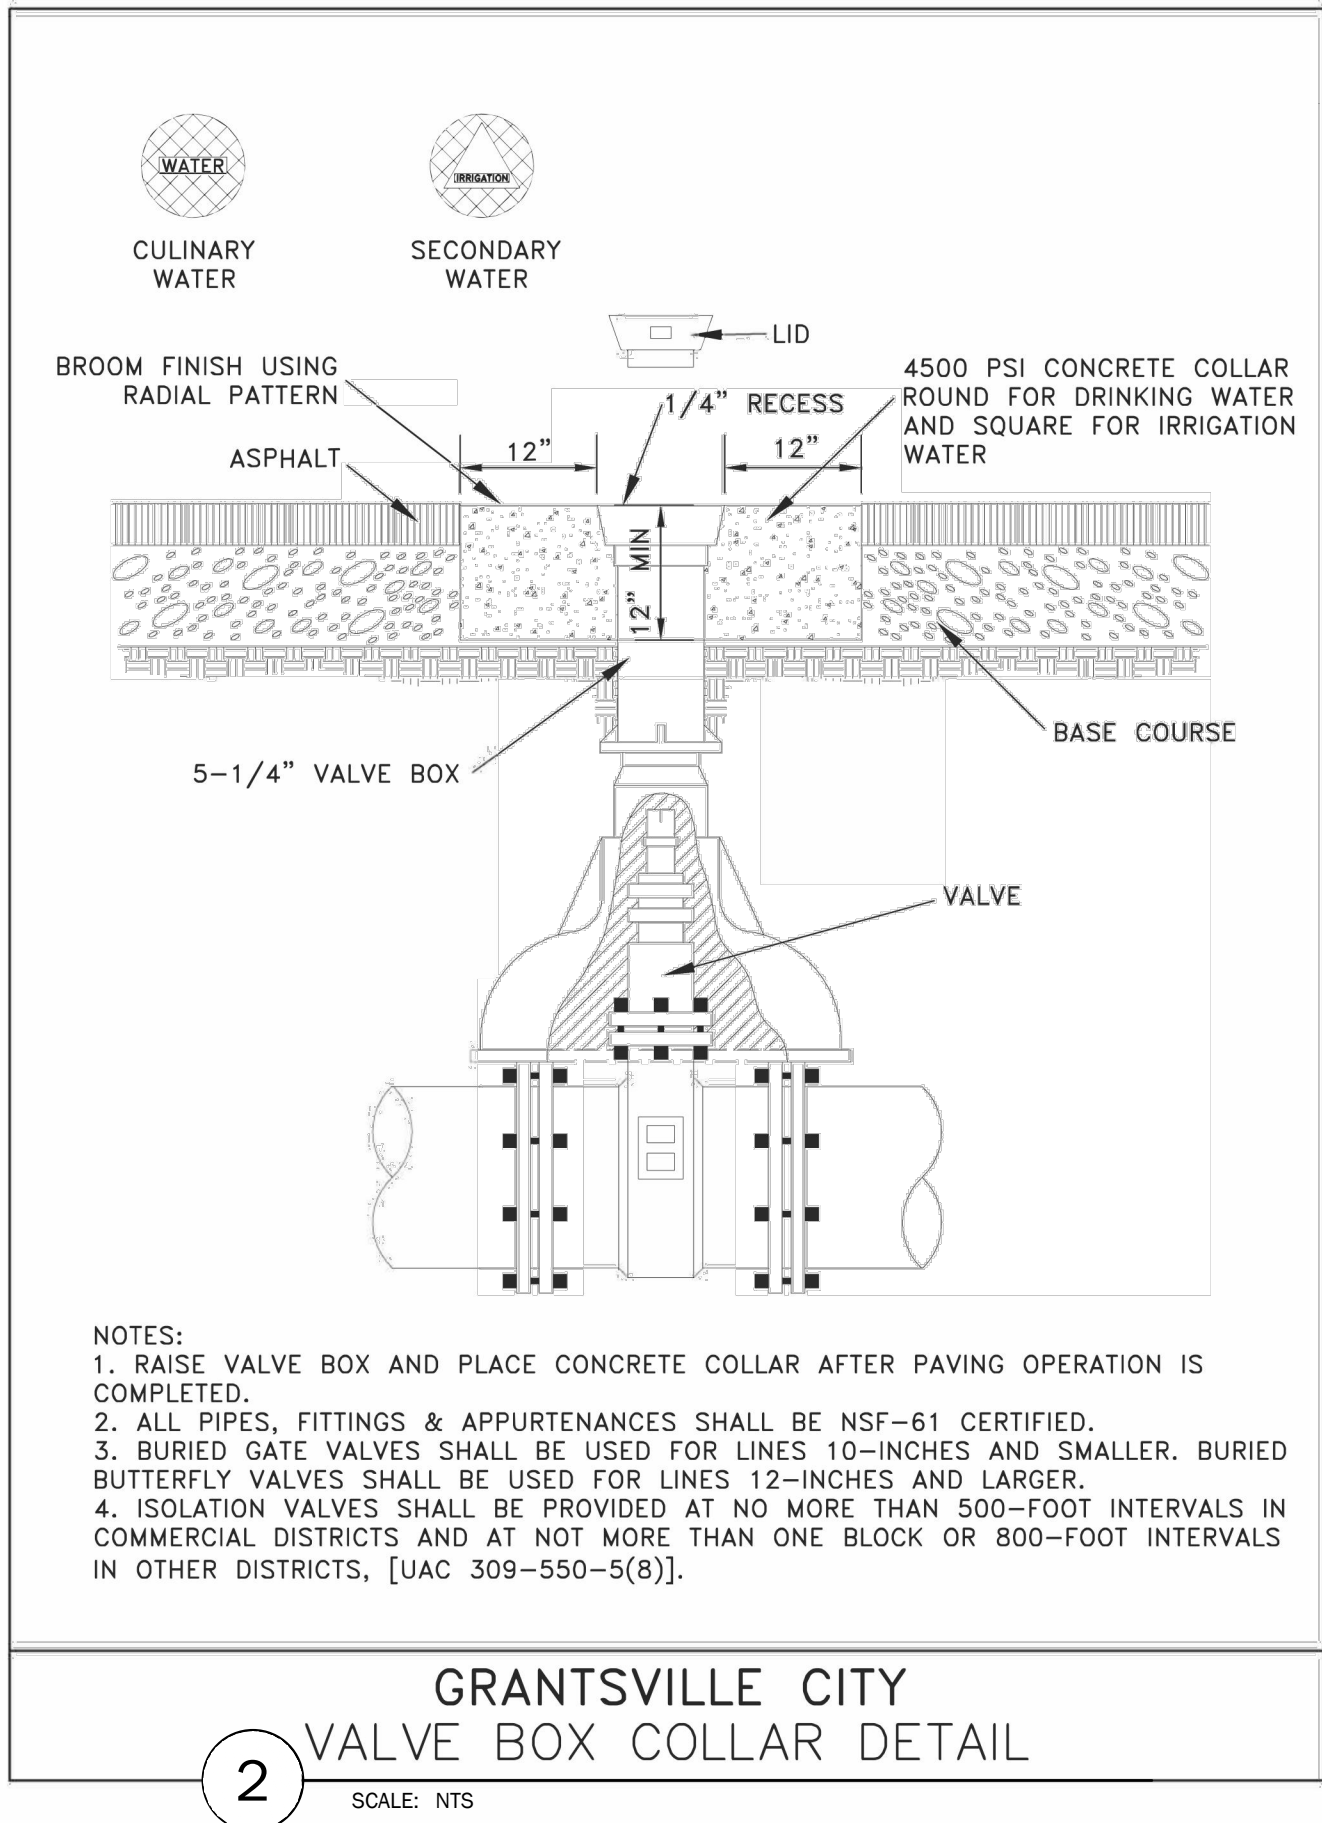 WATER
IRRIGATION
CULINARY
WATER
SECONDARY
WATER
LID
BROOM FINISH USING
RADIAL PATTERN
4500 PSI CONCRETE COLLAR
ROUND FOR DRINKING WATER
AND SQUARE FOR IRRIGATION
WATER
1/4" RECESS
ASPHALT
12"
12"
12" MIN
BASE COURSE
5-1/4" VALVE BOX
VALVE
NOTES:
1. RAISE VALVE BOX AND PLACE CONCRETE COLLAR AFTER PAVING OPERATION IS
COMPLETED.
2. ALL PIPES, FITTINGS & APPURTENANCES SHALL BE NSF-61 CERTIFIED.
3. BURIED GATE VALVES SHALL BE USED FOR LINES 10-INCHES AND SMALLER. BURIED
BUTTERFLY VALVES SHALL BE USED FOR LINES 12-INCHES AND LARGER.
4. ISOLATION VALVES SHALL BE PROVIDED AT NO MORE THAN 500-FOOT INTERVALS IN
COMMERCIAL DISTRICTS AND AT NOT MORE THAN ONE BLOCK OR 800-FOOT INTERVALS
IN OTHER DISTRICTS, [UAC 309-550-5(8)].
GRANTSVILLE CITY
VALVE BOX COLLAR DETAIL
2
SCALE: NTS